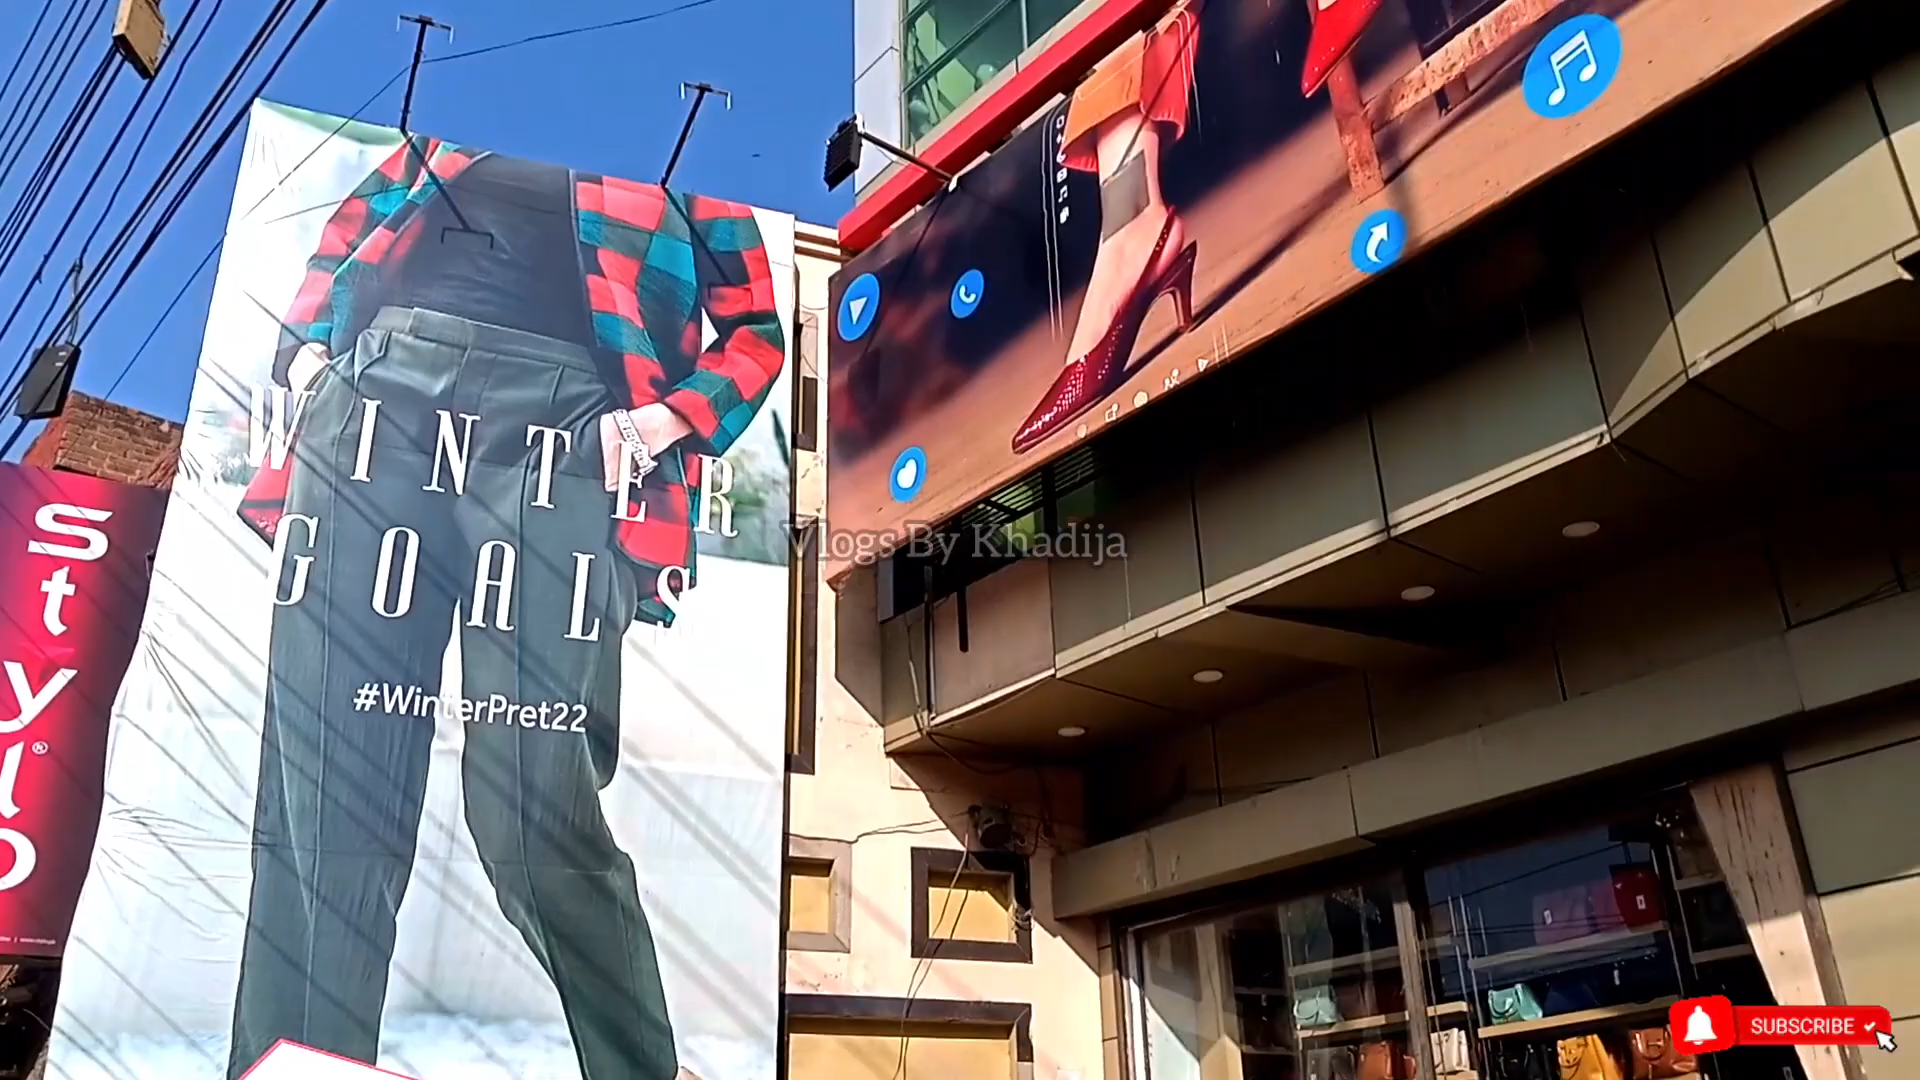 Stylo®
WINTER
GOALS
#WinterPret22
Vlogs By Khadija
SUBSCRIBE